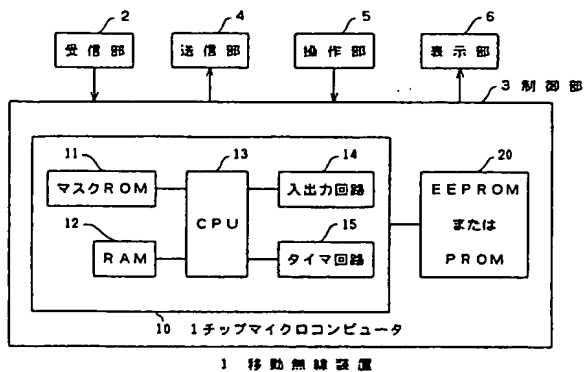 2 4 5 6
受信部 送信部 操作部 表示部
3 制御部
11 13 14 20
マスクROM CPU 入出力回路 EEPROM
または
PROM
12 15
RAM タイマ回路
10 1チップマイクロコンピュータ
1 移動無線装置